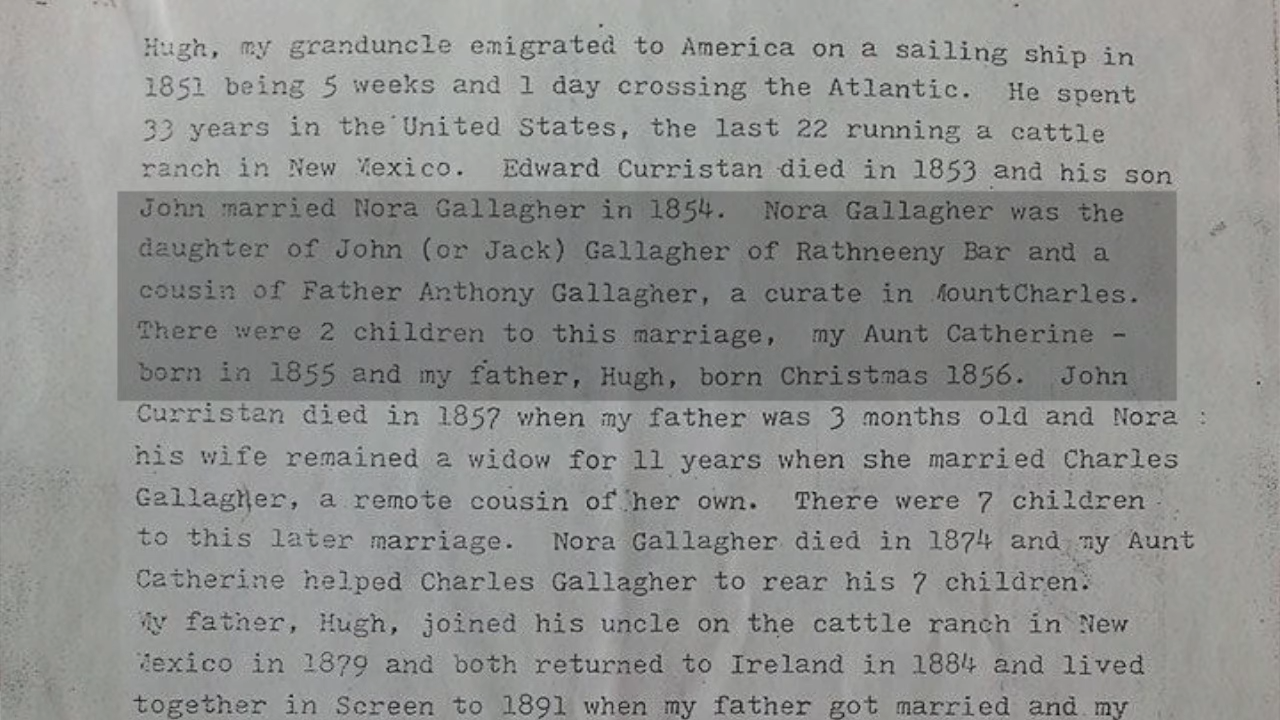 Hugh, my granduncle emigrated to America on a sailing ship in
1851 being 5 weeks and 1 day crossing the Atlantic. He spent
33 years in the United States, the last 22 running a cattle
ranch in New Mexico. Edward Curristan died in 1853 and his son
John married Nora Gallagher in 1854. Nora Gallagher was the
daughter of John (or Jack) Gallagher of Rathneeny Bar and a
cousin of Father Anthony Gallagher, a curate in MountCharles.
There were 2 children to this marriage, my Aunt Catherine -
born in 1855 and my father, Hugh, born Christmas 1856. John
Curristan died in 1857 when my father was 3 months old and Nora :
his wife remained a widow for 11 years when she married Charles
Gallagher, a remote cousin of her own. There were 7 children
to this later marriage. Nora Gallagher died in 1874 and my Aunt
Catherine helped Charles Gallagher to rear his 7 children.
My father, Hugh, joined his uncle on the cattle ranch in New
Mexico in 1879 and both returned to Ireland in 1884 and lived
together in Screen to 1891 when my father got married and my